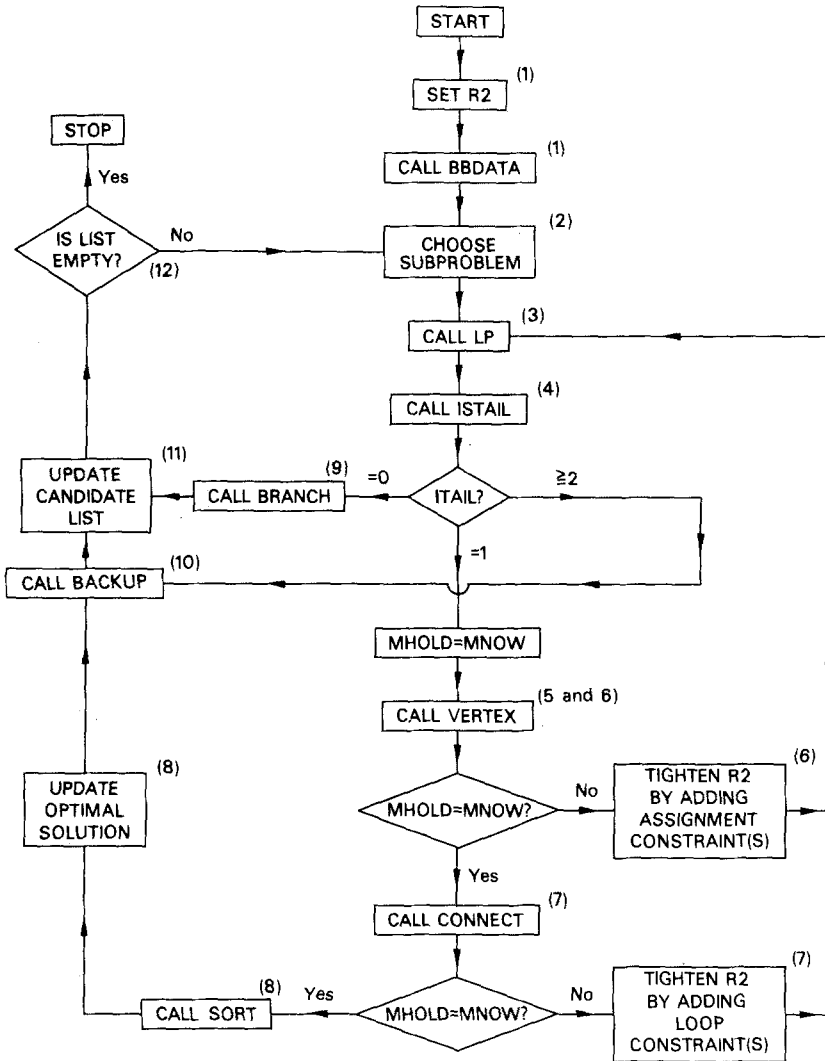 START
(1)
SET R2
STOP
(1)
CALL BBDATA
Yes
(2)
IS LIST
EMPTY?
No
(12)
CHOOSE
SUBPROBLEM
(3)
CALL LP
(4)
CALL ISTAIL
(11)
UPDATE
CANDIDATE
LIST
(9)
CALL BRANCH
=0
ITAIL?
≧2
=1
(10)
CALL BACKUP
MHOLD=MNOW
(5 and 6)
CALL VERTEX
(8)
UPDATE
OPTIMAL
SOLUTION
MHOLD=MNOW?
No
(6)
TIGHTEN R2
BY ADDING
ASSIGNMENT
CONSTRAINT(S)
Yes
(7)
CALL CONNECT
(8)
CALL SORT
Yes
MHOLD=MNOW?
No
(7)
TIGHTEN R2
BY ADDING
LOOP
CONSTRAINT(S)